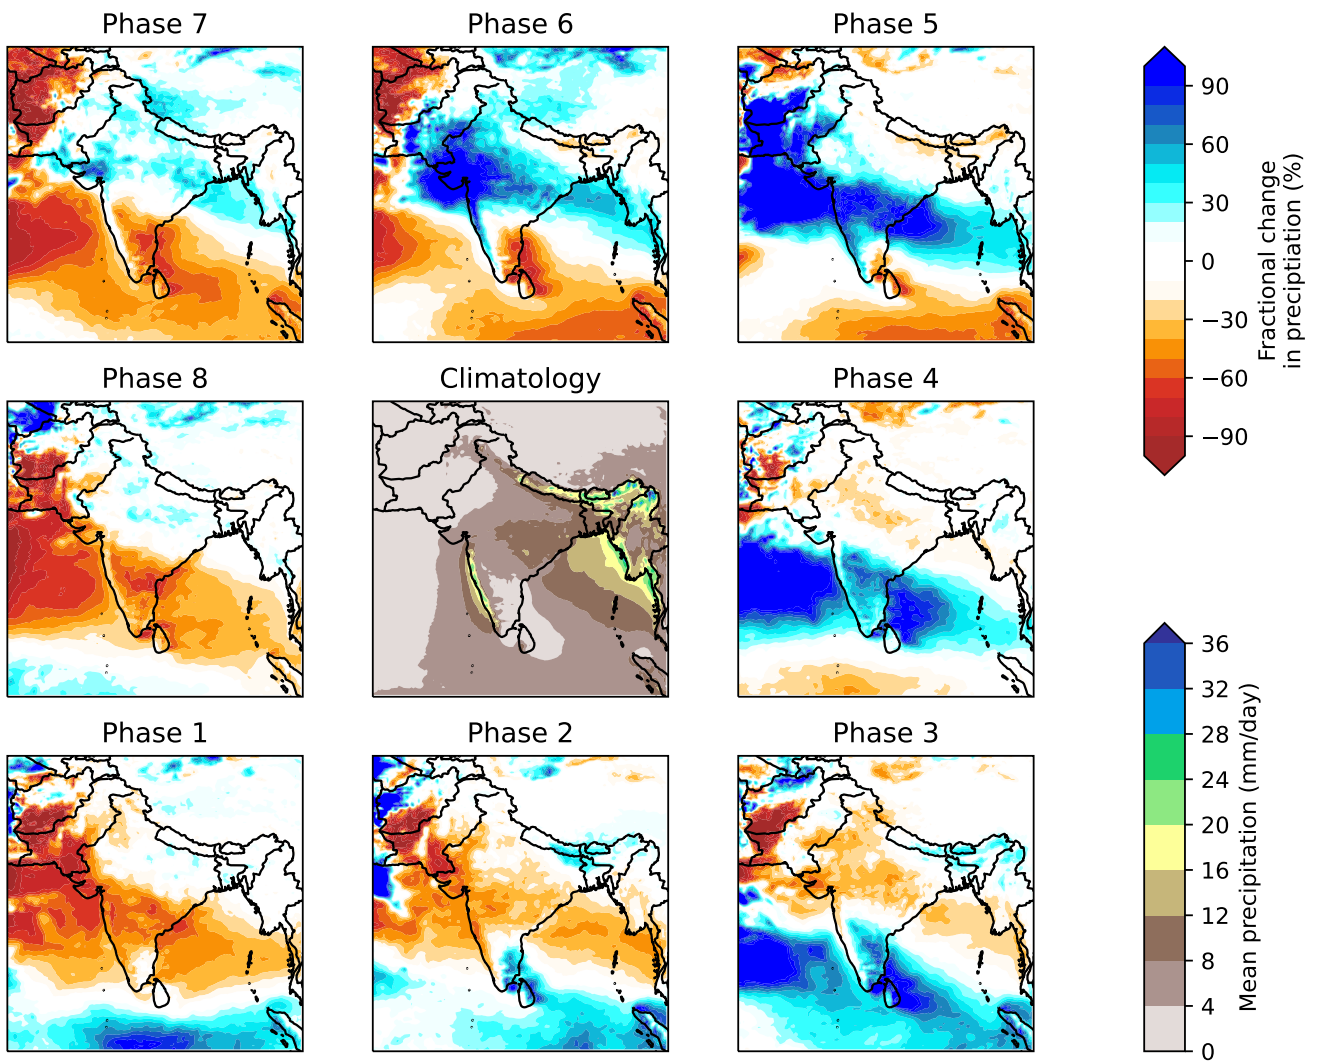 Phase 7
Phase 6
Phase 5
90
60
30
0
−30
−60
−90
Fractional change
in precipitiation (%)
Phase 8
Climatology
Phase 4
36
32
28
24
20
16
12
8
4
0
Mean precipitation (mm/day)
Phase 1
Phase 2
Phase 3